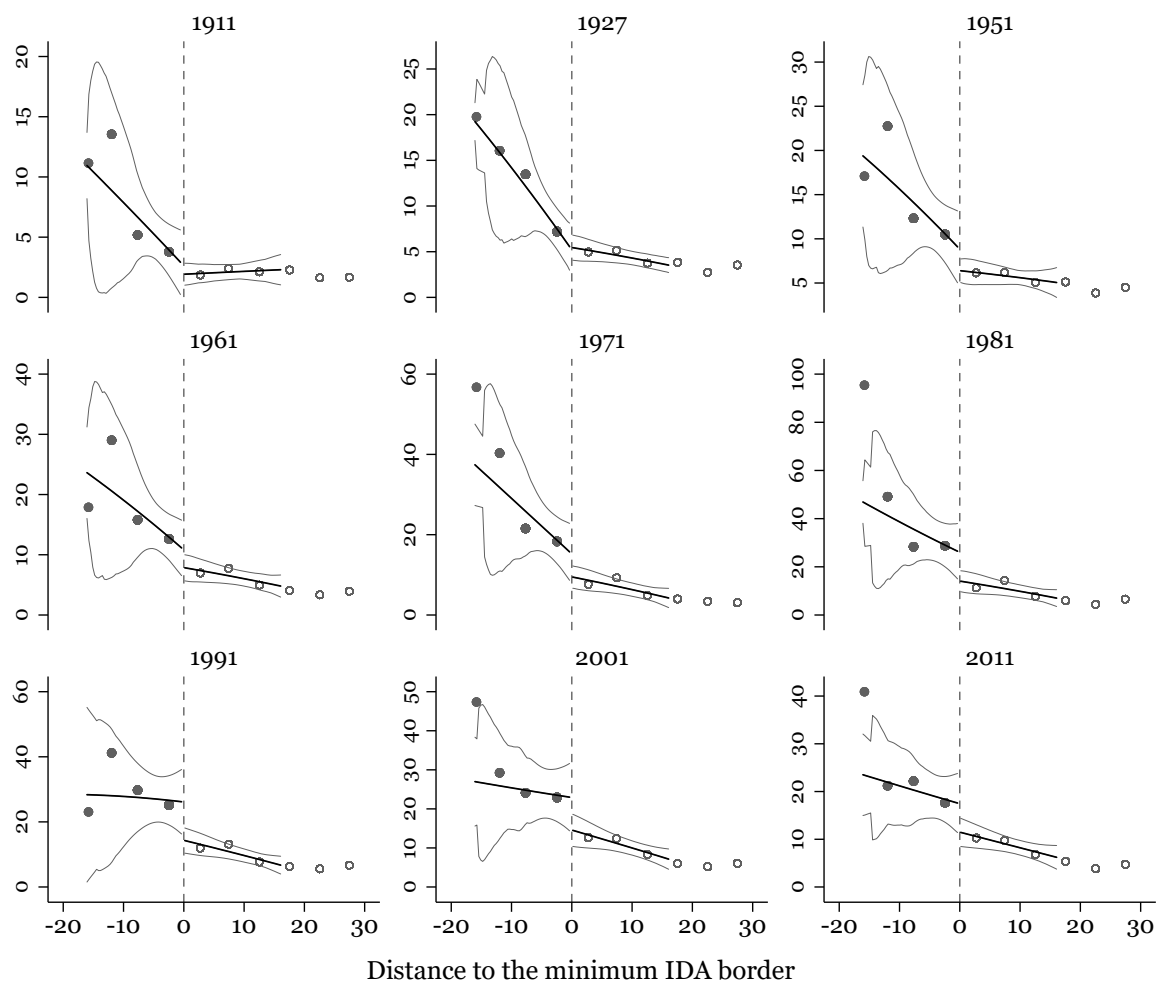 1911 1927 1951
20 15 10 5 0
25 20 15 10 5 0
30 25 20 15 10 5
1961 1971 1981
40 30 20 10 0
60 40 20 0
100 80 60 40 20 0
1991 2001 2011
60 40 20 0
50 40 30 20 10 0
40 30 20 10 0
-20 -10 0 10 20 30 -20 -10 0 10 20 30 -20 -10 0 10 20 30
Distance to the minimum IDA border